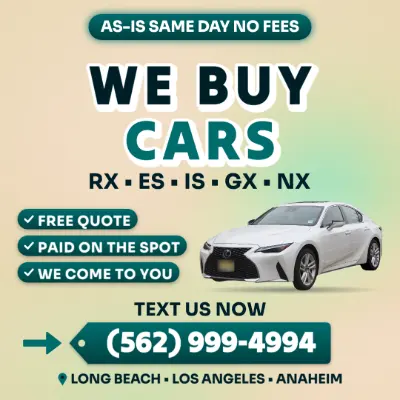 AS-IS SAME DAY NO FEES
WE BUY
CARS
RX ▪ ES ▪ IS ▪ GX ▪ NX
FREE QUOTE
PAID ON THE SPOT
WE COME TO YOU
TEXT US NOW
(562) 999-4994
LONG BEACH ▪ LOS ANGELES ▪ ANAHEIM